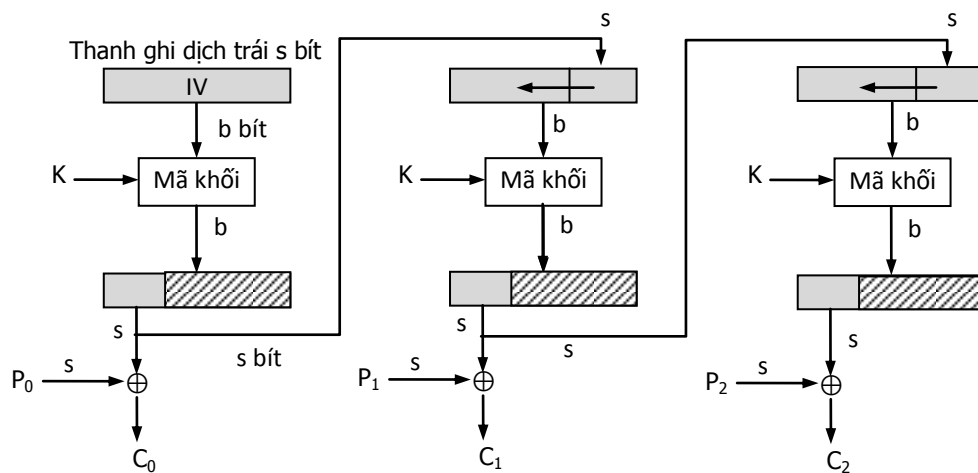 s
s
Thanh ghi dịch trái s bít
IV
b bít
b
b
K
Mã khối
K
Mã khối
K
Mã khối
b
b
b
s
s
s
s bít
s
P₀
s
P₁
s
P₂
s
C₀
C₁
C₂